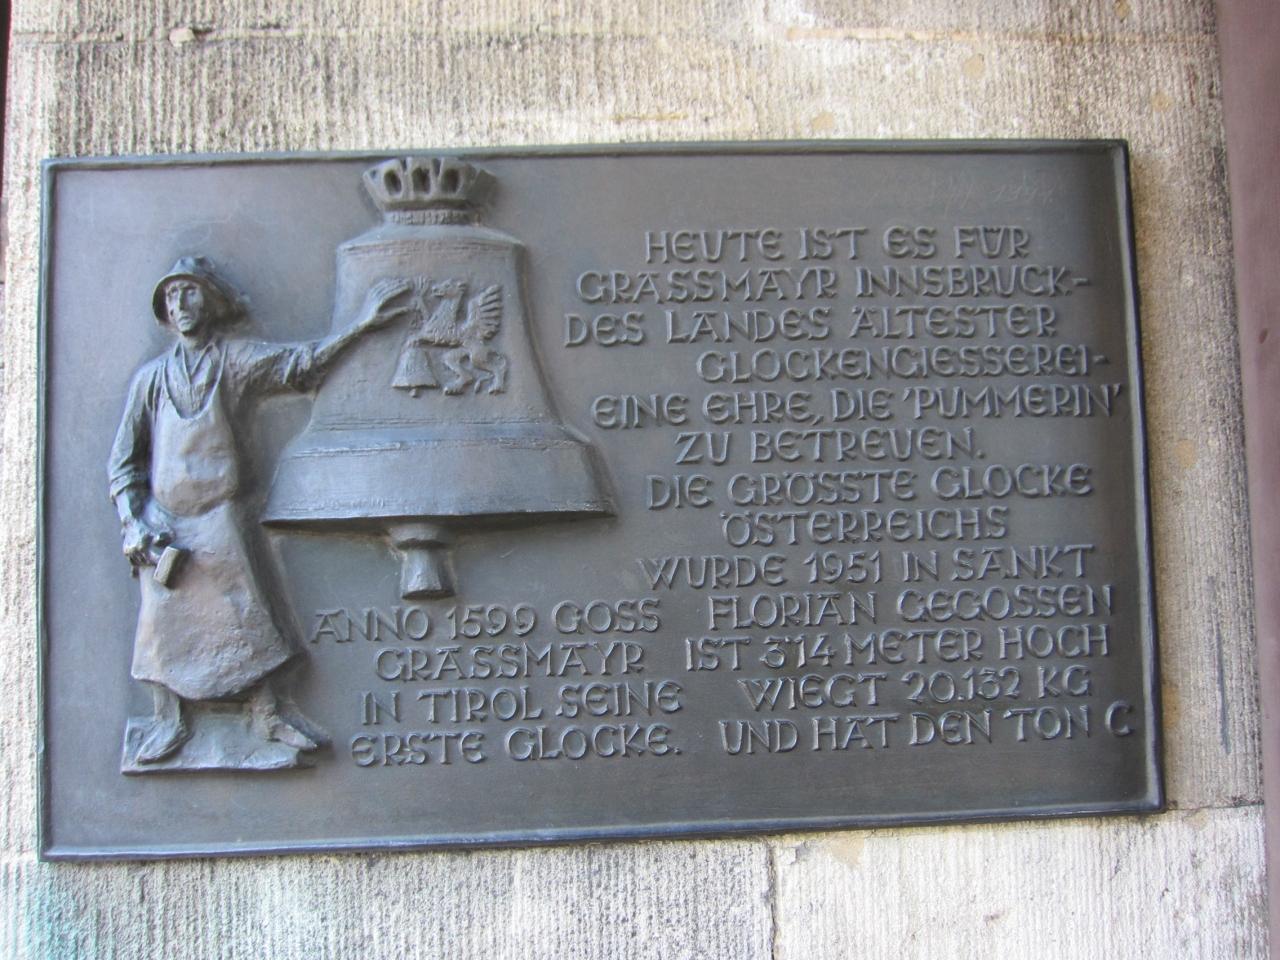 HEUTE IST ES FÜR
GRASSMAYR INNSBRUCK-
DES LANDES ÄLTESTER
GLOCKENGIESSEREI-
EINE EHRE, DIE 'PUMMERIN'
ZU BETREUEN.
DIE GRÖSSTE GLOCKE
ÖSTERREICHS
WURDE 1951 IN SANKT
FLORIAN GEGOSSEN
IST 3'14 METER HOCH
WIEGT 20.132 KG
UND HAT DEN TON C
ANNO 1599 GOSS
GRASSMAYR
IN TIROL SEINE
ERSTE GLOCKE.